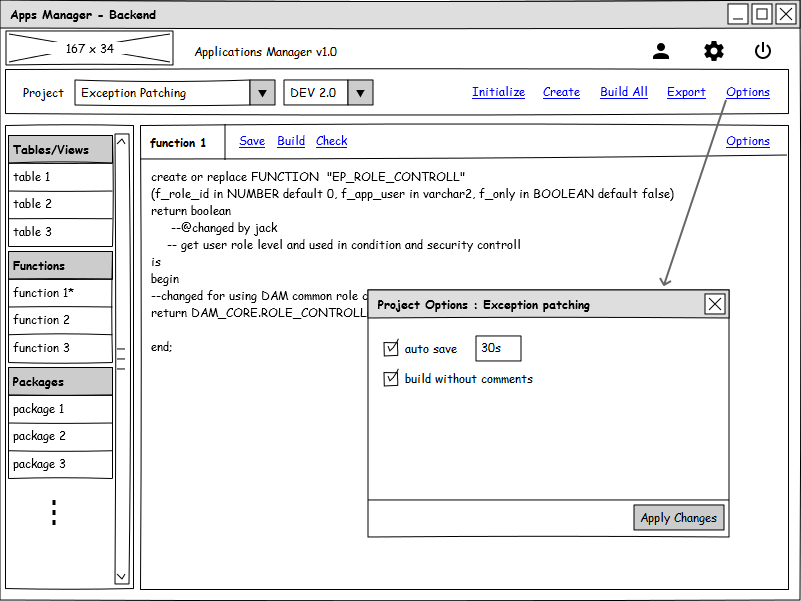 Apps Manager - Backend
167 x 34
Applications Manager v1.0
Project
Exception Patching
DEV 2.0
Initialize
Create
Build All
Export
Options
Tables/Views
table 1
table 2
table 3
Functions
function 1*
function 2
function 3
Packages
package 1
package 2
package 3
function 1
Save
Build
Check
Options
create or replace FUNCTION "EP_ROLE_CONTROLL"
(f_role_id in NUMBER default 0, f_app_user in varchar2, f_only in BOOLEAN default false)
return boolean
--@changed by jack
-- get user role level and used in condition and security controll
is
begin
--changed for using DAM common role
return DAM_CORE.ROLE_CONTROLL
end;
Project Options : Exception patching
auto save
30s
build without comments
Apply Changes